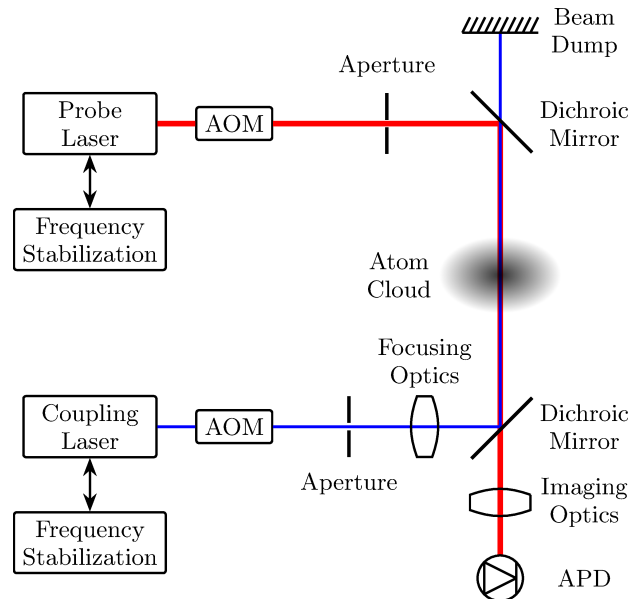 Beam
Dump
Aperture
Probe
Laser
AOM
Dichroic
Mirror
Frequency
Stabilization
Atom
Cloud
Focusing
Optics
Coupling
Laser
AOM
Dichroic
Mirror
Aperture
Imaging
Optics
Frequency
Stabilization
APD